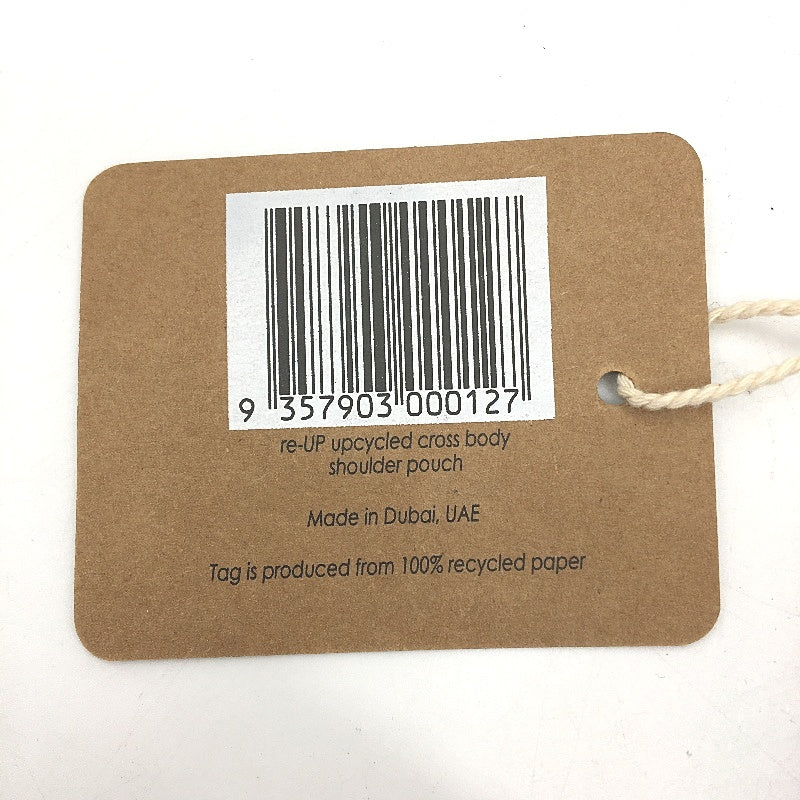 9 357903 000127
re-UP upcycled cross body
shoulder pouch
Made in Dubai, UAE
Tag is produced from 100% recycled paper